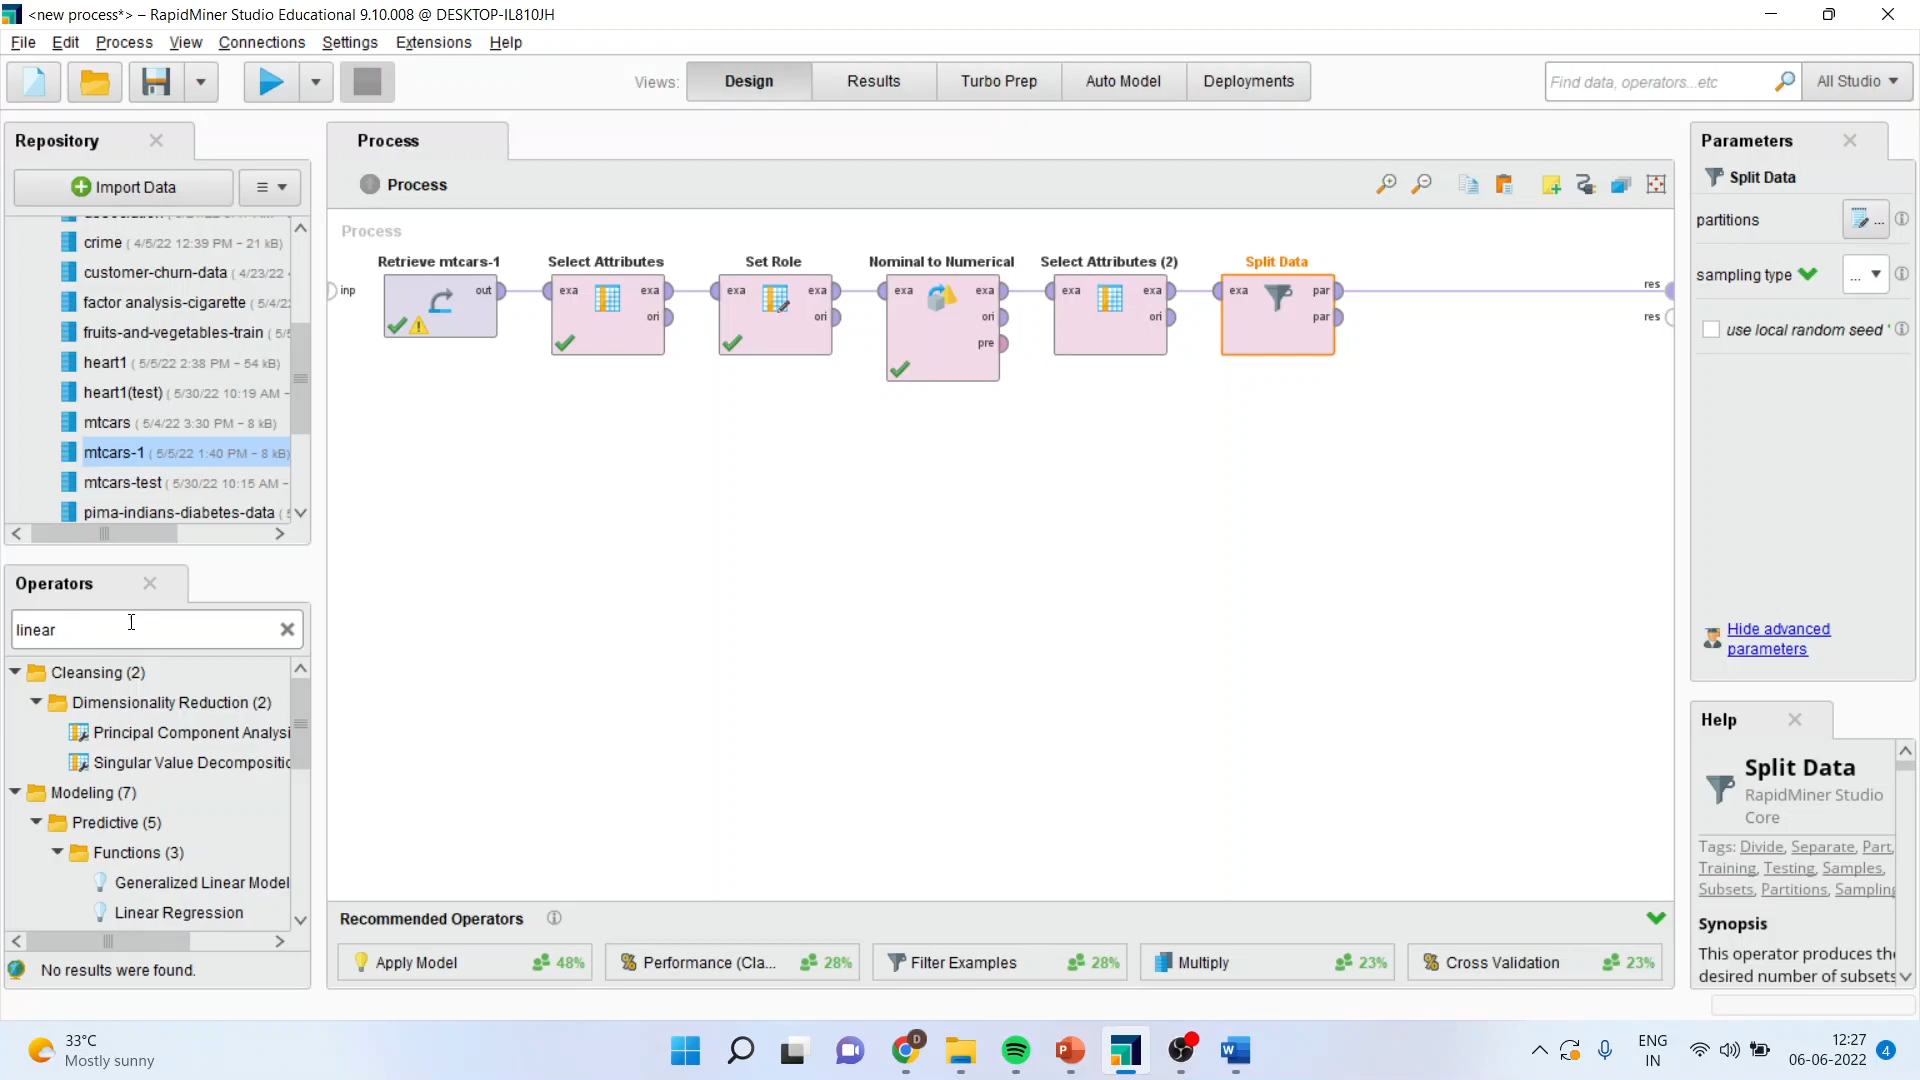 <new process*> – RapidMiner Studio Educational 9.10.008 @ DESKTOP-IL810JH
File Edit Process View Connections Settings Extensions Help
Views: Design Results Turbo Prep Auto Model Deployments
Find data, operators...etc All Studio
Repository
Import Data
crime ( 4/5/22 12:39 PM – 21 kB)
customer-churn-data ( 4/23/22
factor analysis-cigarette ( 5/4/2
fruits-and-vegetables-train ( 5/
heart1 ( 5/5/22 2:38 PM – 54 kB)
heart1(test) ( 5/30/22 10:19 AM –
mtcars ( 5/4/22 3:30 PM – 8 kB)
mtcars-1 ( 5/5/22 1:40 PM – 8 kB)
mtcars-test ( 5/30/22 10:15 AM –
pima-indians-diabetes-data (
Operators
linear
Cleansing (2)
Dimensionality Reduction (2)
Principal Component Analysi
Singular Value Decompositio
Modeling (7)
Predictive (5)
Functions (3)
Generalized Linear Model
Linear Regression
No results were found.
Process
Process
Process
inp
Retrieve mtcars-1
out
Select Attributes
exa exa
ori
Set Role
exa exa
ori
Nominal to Numerical
exa exa
ori
pre
Select Attributes (2)
exa exa
ori
Split Data
exa par
par
res
res
Recommended Operators
Apply Model 48%
Performance (Cla... 28%
Filter Examples 28%
Multiply 23%
Cross Validation 23%
Parameters
Split Data
partitions ...
sampling type ...
use local random seed
Hide advanced
parameters
Help
Split Data
RapidMiner Studio
Core
Tags: Divide, Separate, Part,
Training, Testing, Samples,
Subsets, Partitions, Sampling
Synopsis
This operator produces the
desired number of subsets
33°C
Mostly sunny
D
ENG
IN
12:27
06-06-2022
4